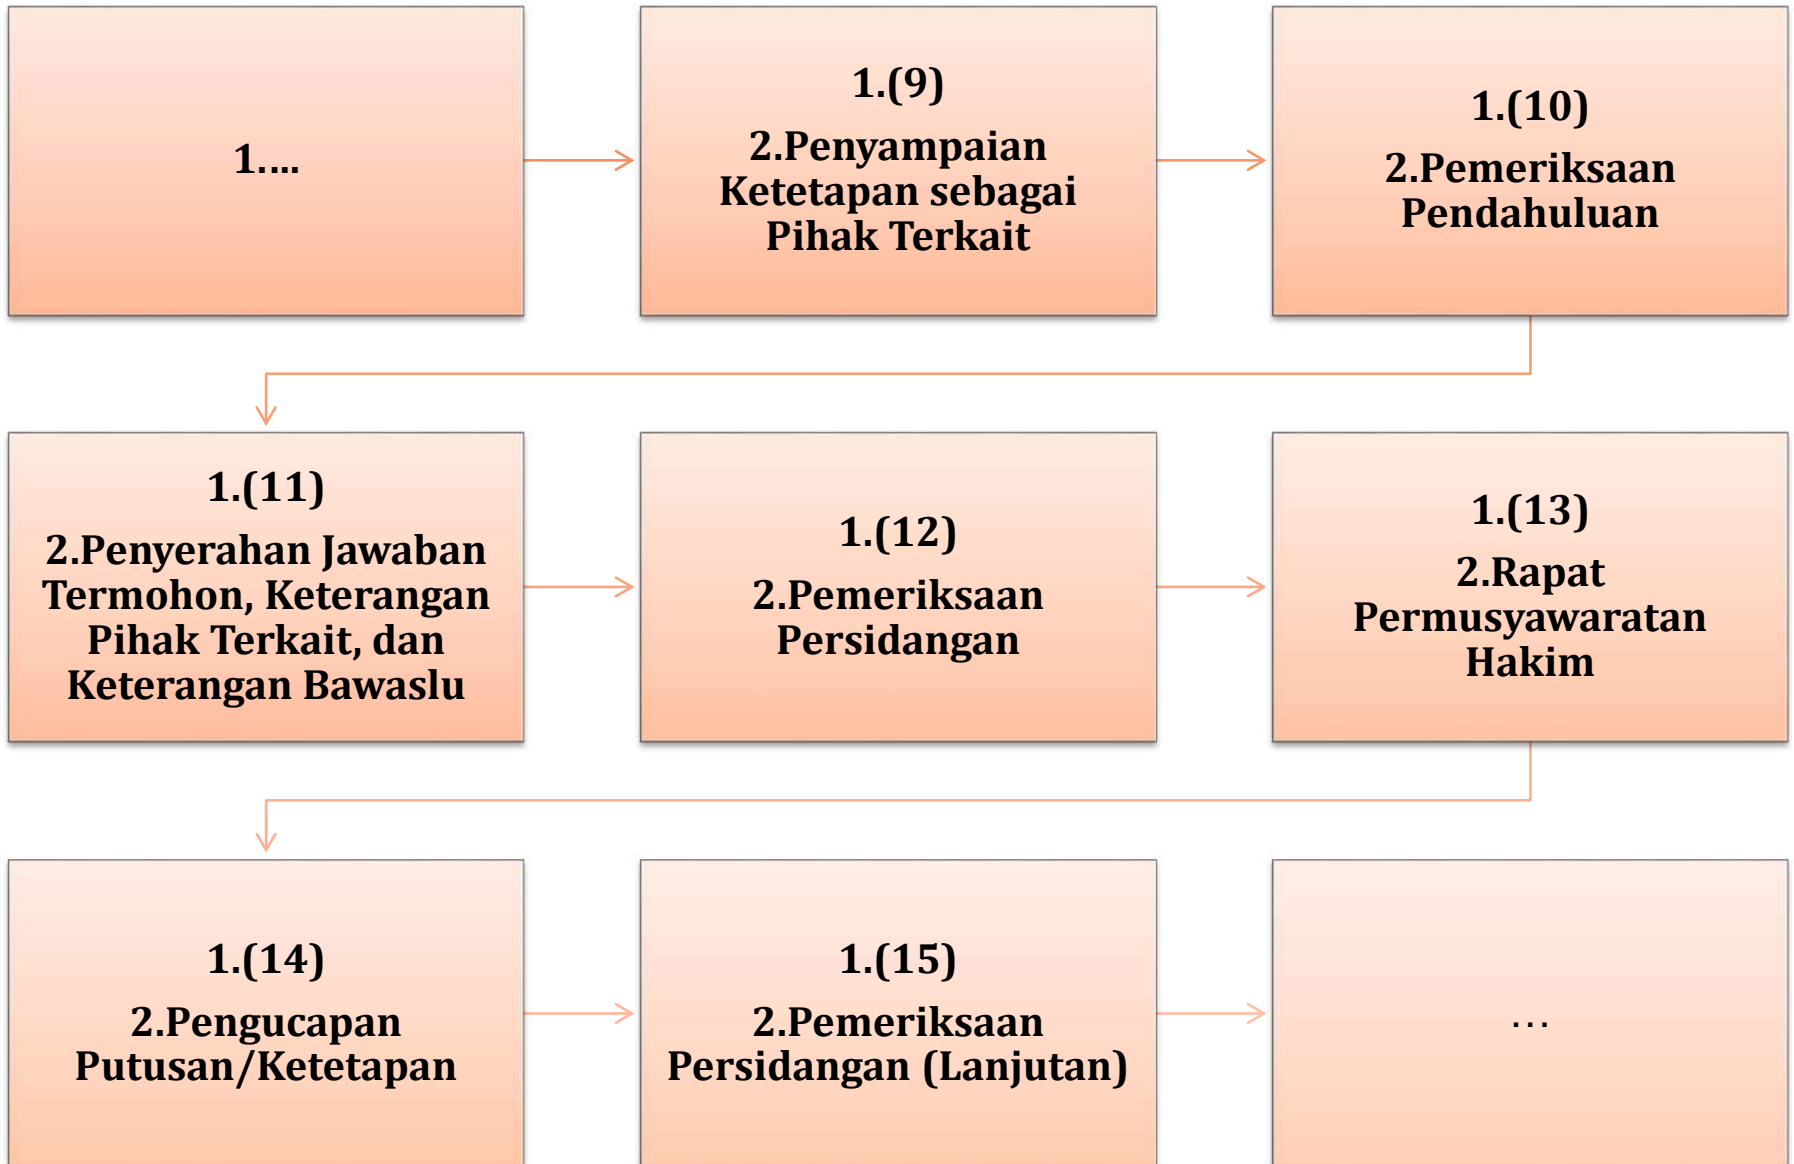 1....
1.(9)
2.Penyampaian
Ketetapan sebagai
Pihak Terkait
1.(10)
2.Pemeriksaan
Pendahuluan
1.(11)
2.Penyerahan Jawaban
Termohon, Keterangan
Pihak Terkait, dan
Keterangan Bawaslu
1.(12)
2.Pemeriksaan
Persidangan
1.(13)
2.Rapat
Permusyawaratan
Hakim
1.(14)
2.Pengucapan
Putusan/Ketetapan
1.(15)
2.Pemeriksaan
Persidangan (Lanjutan)
...